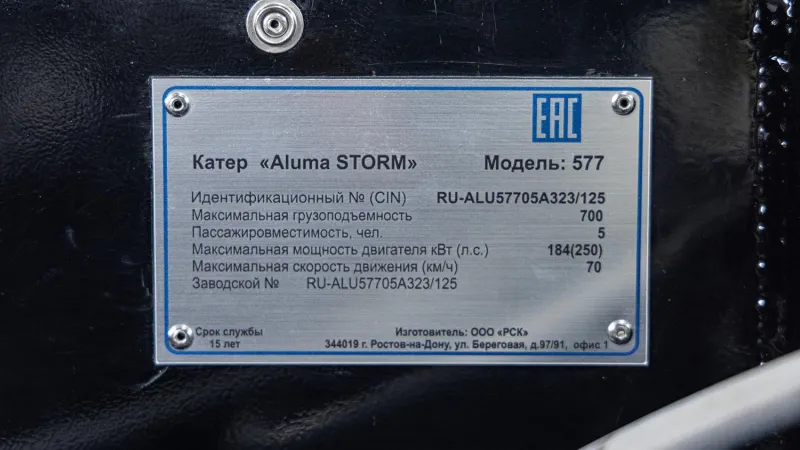 EAC
Катер «Aluma STORM» Модель: 577
Идентификационный № (CIN) RU-ALU57705A323/125
Максимальная грузоподъемность 700
Пассажировместимость, чел. 5
Максимальная мощность двигателя кВт (л.с.) 184(250)
Максимальная скорость движения (км/ч) 70
Заводской № RU-ALU57705A323/125
Срок службы Изготовитель: ООО «РСК»
15 лет 344019 г. Ростов-на-Дону, ул. Береговая, д.97/91, офис 1